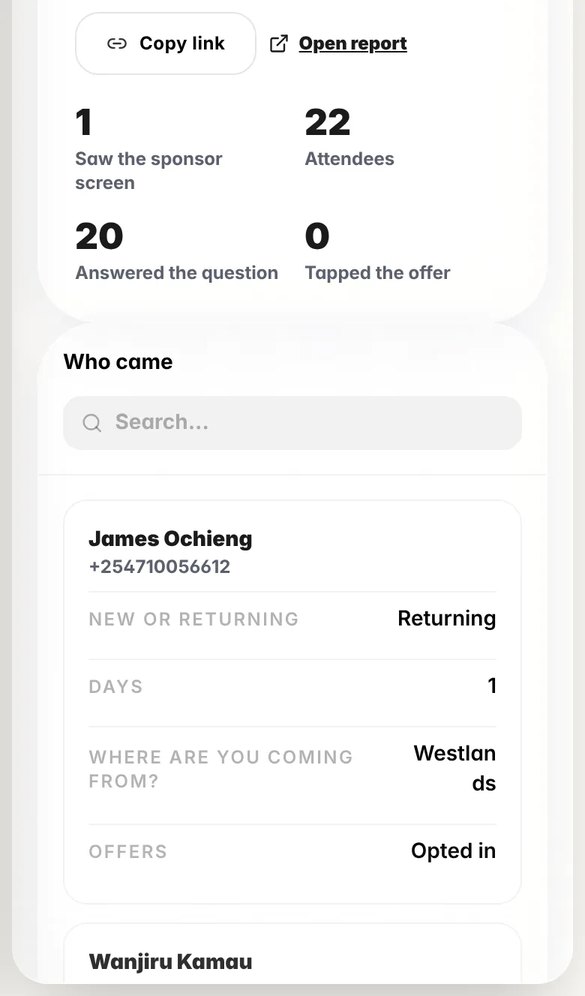 Copy link
Open report
1
22
Saw the sponsor
screen
Attendees
20
0
Answered the question
Tapped the offer
Who came
Search...
James Ochieng
+254710056612
NEW OR RETURNING
Returning
DAYS
1
WHERE ARE YOU COMING
FROM?
Westlan
ds
OFFERS
Opted in
Wanjiru Kamau